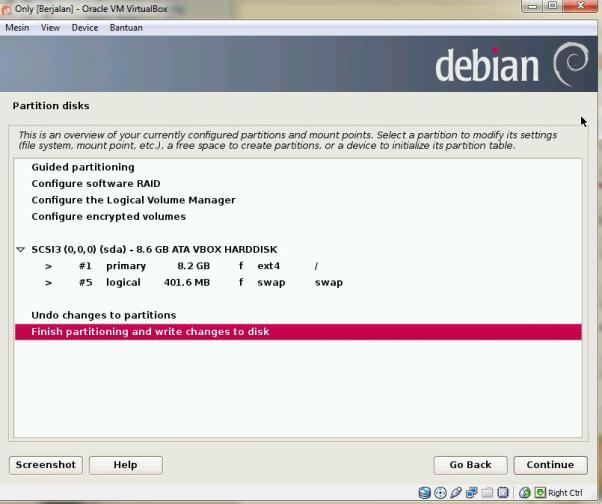 Only [Berjalan] - Oracle VM VirtualBox
Mesin View Device Bantuan
debian
Partition disks
This is an overview of your currently configured partitions and mount points. Select a partition to modify its settings
(file system, mount point, etc.), a free space to create partitions, or a device to initialize its partition table.
Guided partitioning
Configure software RAID
Configure the Logical Volume Manager
Configure encrypted volumes
SCSI3 (0,0,0) (sda) - 8.6 GB ATA VBOX HARDDISK
> #1 primary 8.2 GB f ext4 /
> #5 logical 401.6 MB f swap swap
Undo changes to partitions
Finish partitioning and write changes to disk
Screenshot Help Go Back Continue
Right Ctrl